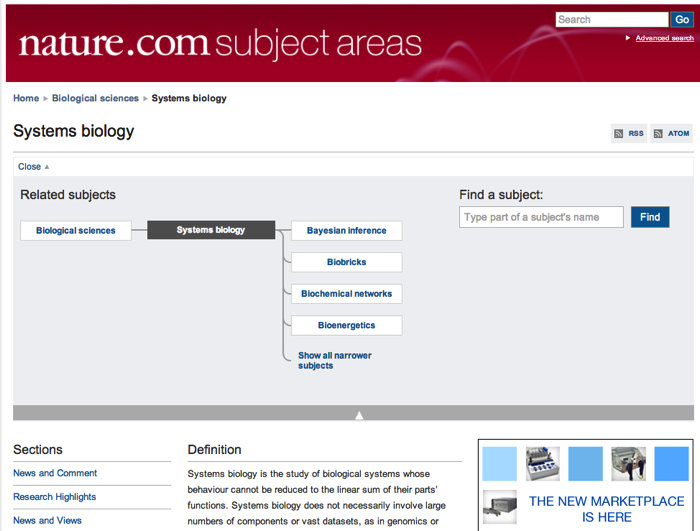 nature.com subject areas
Search
Go
Advanced search
Home
Biological sciences
Systems biology
Systems biology
RSS
ATOM
Close
Related subjects
Find a subject:
Type part of a subject's name
Find
Biological sciences
Systems biology
Bayesian inference
Biobricks
Biochemical networks
Bioenergetics
Show all narrower
subjects
Sections
News and Comment
Research Highlights
News and Views
Definition
Systems biology is the study of biological systems whose
behaviour cannot be reduced to the linear sum of their parts'
functions. Systems biology does not necessarily involve large
numbers of components or vast datasets, as in genomics or
THE NEW MARKETPLACE
IS HERE